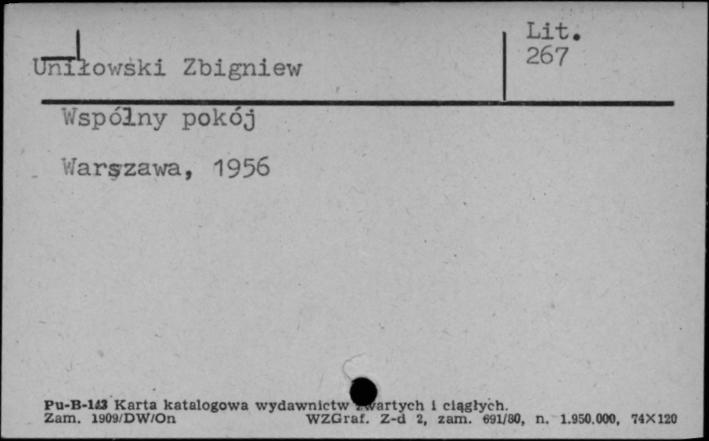 Lit.
267
Uniłowski Zbigniew
Wspólny pokój
Warszawa, 1956
Pu-B-143 Karta katalogowa wydawnictw zwartych i ciągłych.
Zam. 1909/DW/On WZGraf. Z-d 2, zam. 691/80, n. 1.950.000, 74X120